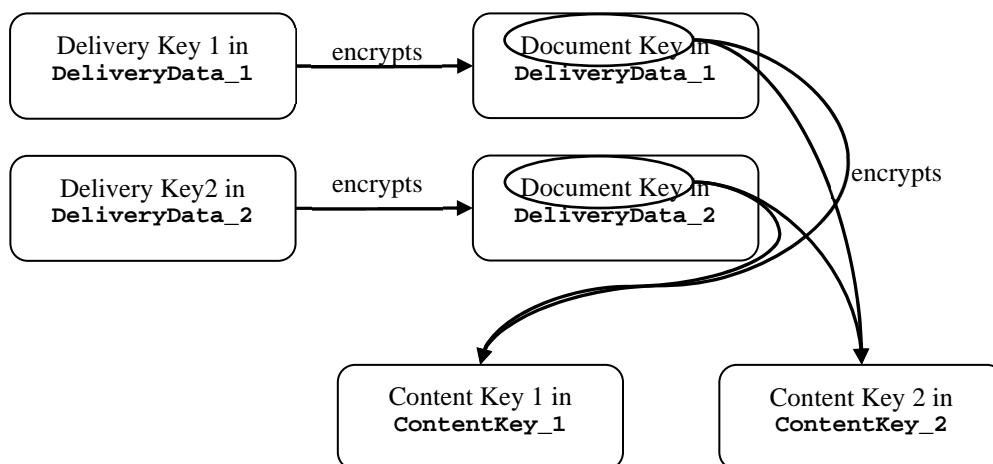 Delivery Key 1 in
DeliveryData_1
encrypts
Document Key in
DeliveryData_1
Delivery Key2 in
DeliveryData_2
encrypts
Document Key in
DeliveryData_2
encrypts
Content Key 1 in
ContentKey_1
Content Key 2 in
ContentKey_2